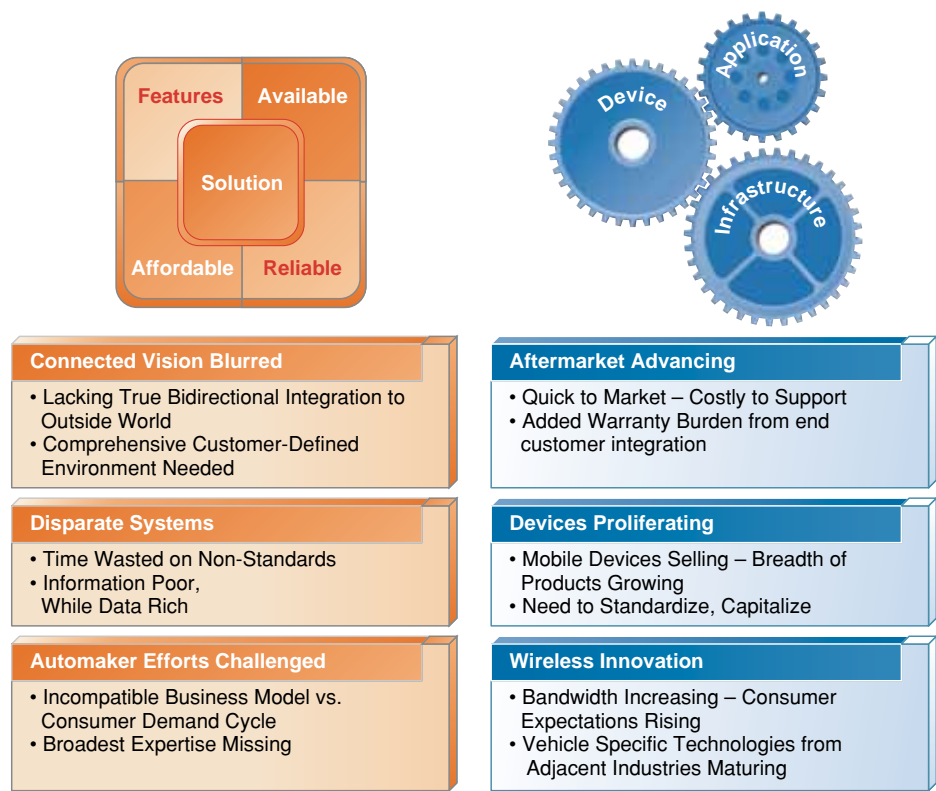 Features
Available
Solution
Affordable
Reliable
Application
Device
Infrastructure
Connected Vision Blurred
• Lacking True Bidirectional Integration to
Outside World
• Comprehensive Customer-Defined
Environment Needed
Disparate Systems
• Time Wasted on Non-Standards
• Information Poor,
While Data Rich
Automaker Efforts Challenged
• Incompatible Business Model vs.
Consumer Demand Cycle
• Broadest Expertise Missing
Aftermarket Advancing
• Quick to Market – Costly to Support
• Added Warranty Burden from end
customer integration
Devices Proliferating
• Mobile Devices Selling – Breadth of
Products Growing
• Need to Standardize, Capitalize
Wireless Innovation
• Bandwidth Increasing – Consumer
Expectations Rising
• Vehicle Specific Technologies from
Adjacent Industries Maturing